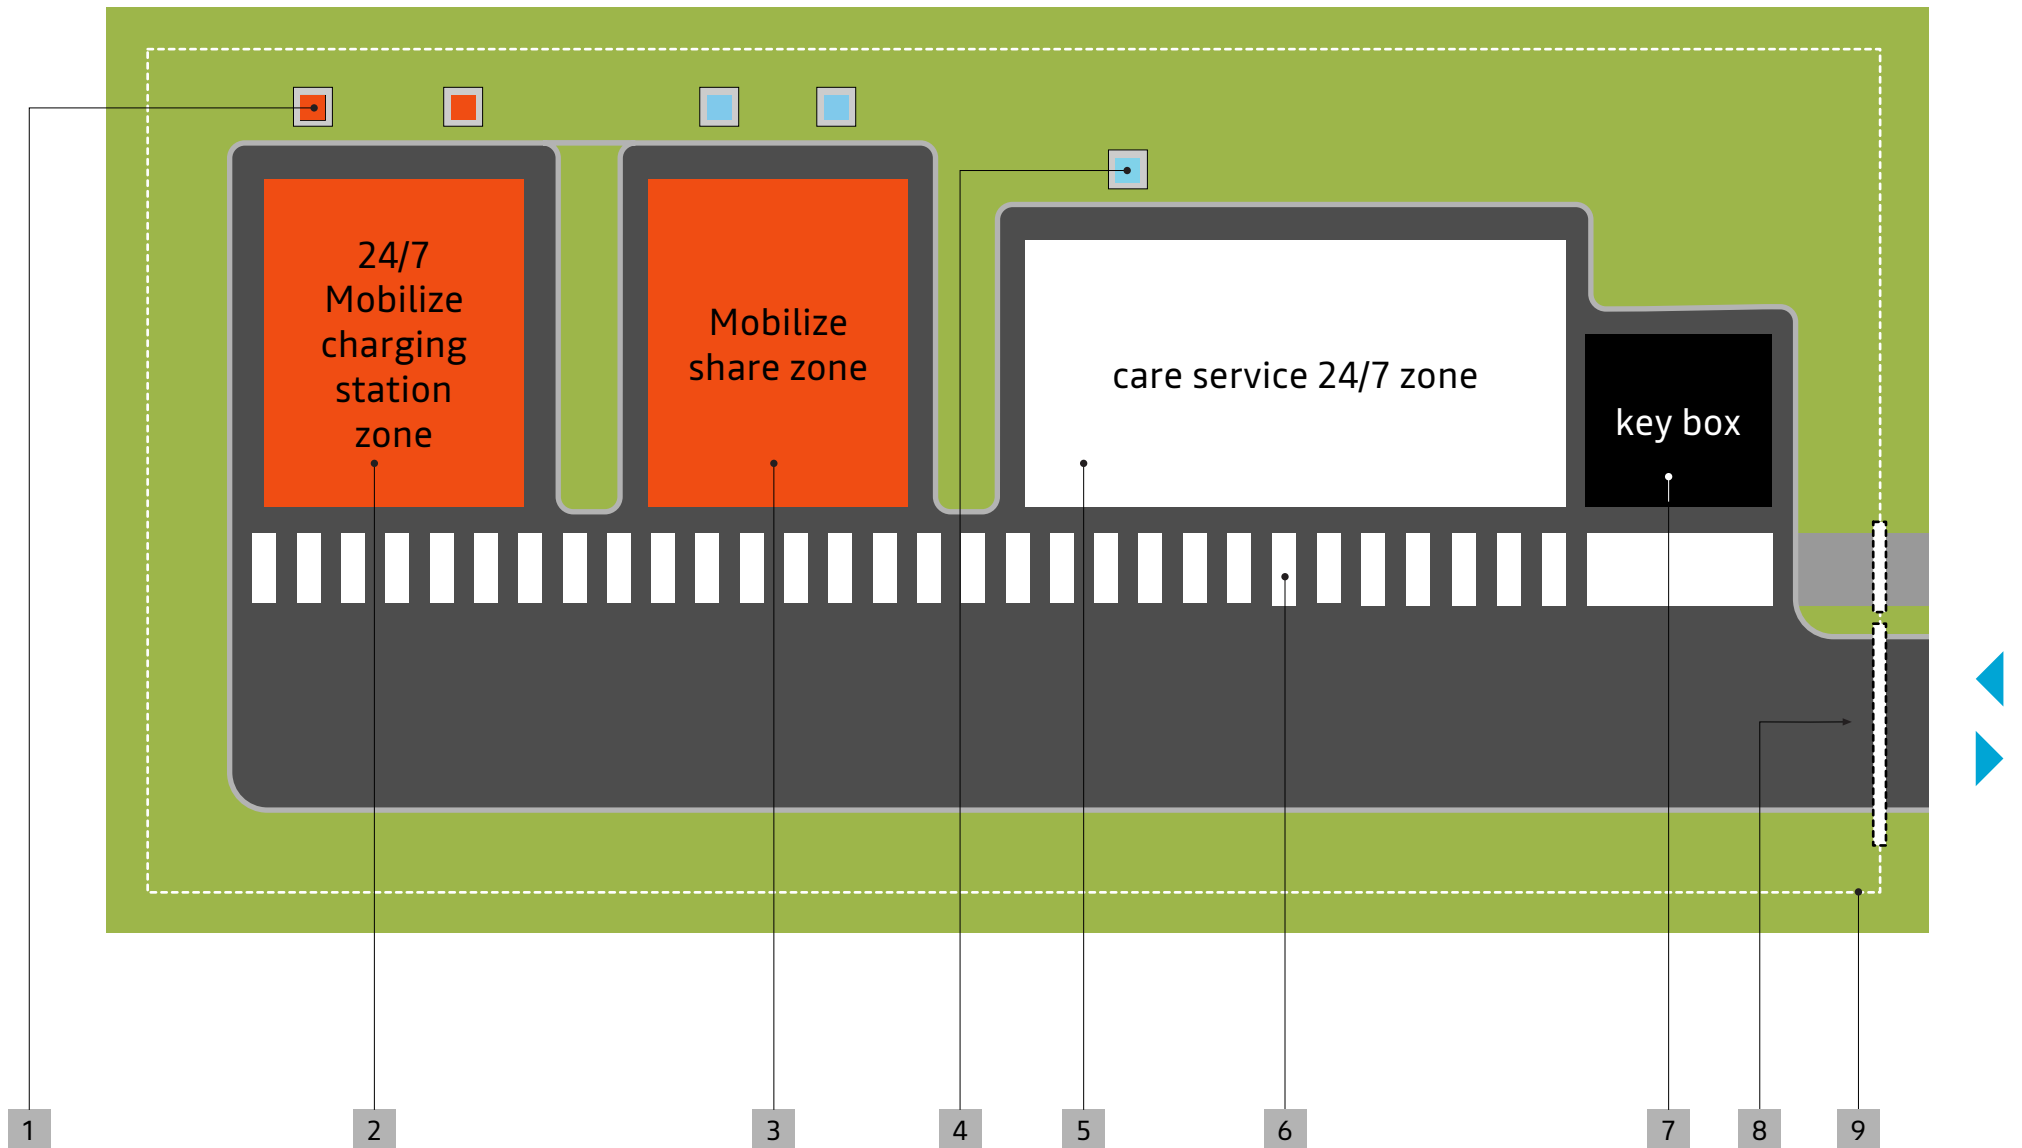 24/7
Mobilize
charging
station
zone
Mobilize
share zone
care service 24/7 zone
key box
1
2
3
4
5
6
7
8
9